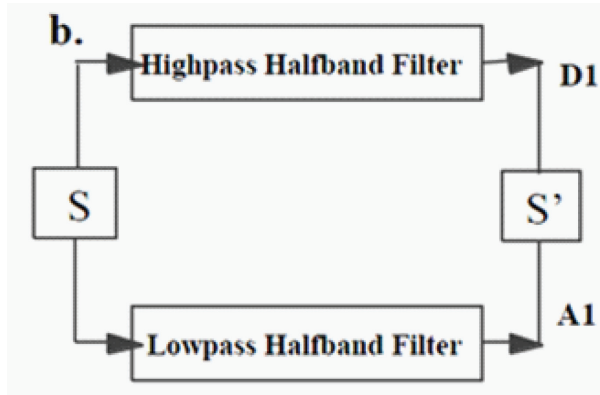 b.
Highpass Halfband Filter
D1
S
S’
A1
Lowpass Halfband Filter